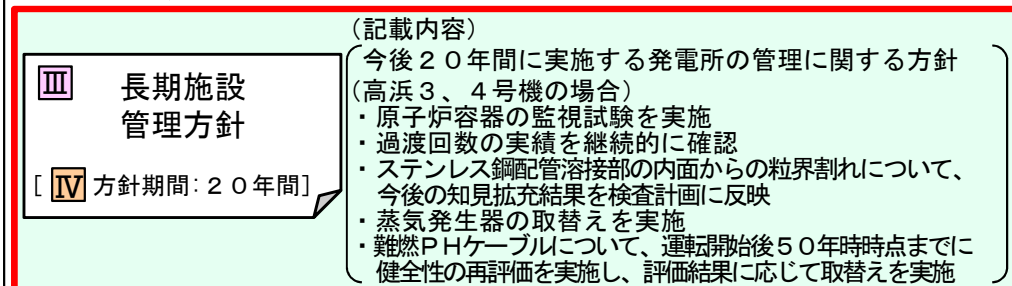 Ⅲ 長期施設
管理方針
[ Ⅳ 方針期間:２０年間]
(記載内容)
今後２０年間に実施する発電所の管理に関する方針
(高浜３、４号機の場合)
・原子炉容器の監視試験を実施
・過渡回数の実績を継続的に確認
・ステンレス鋼配管溶接部の内面からの粒界割れについて、
今後の知見拡充結果を検査計画に反映
・蒸気発生器の取替えを実施
・難燃ＰＨケーブルについて、運転開始後５０年時時点までに
健全性の再評価を実施し、評価結果に応じて取替えを実施